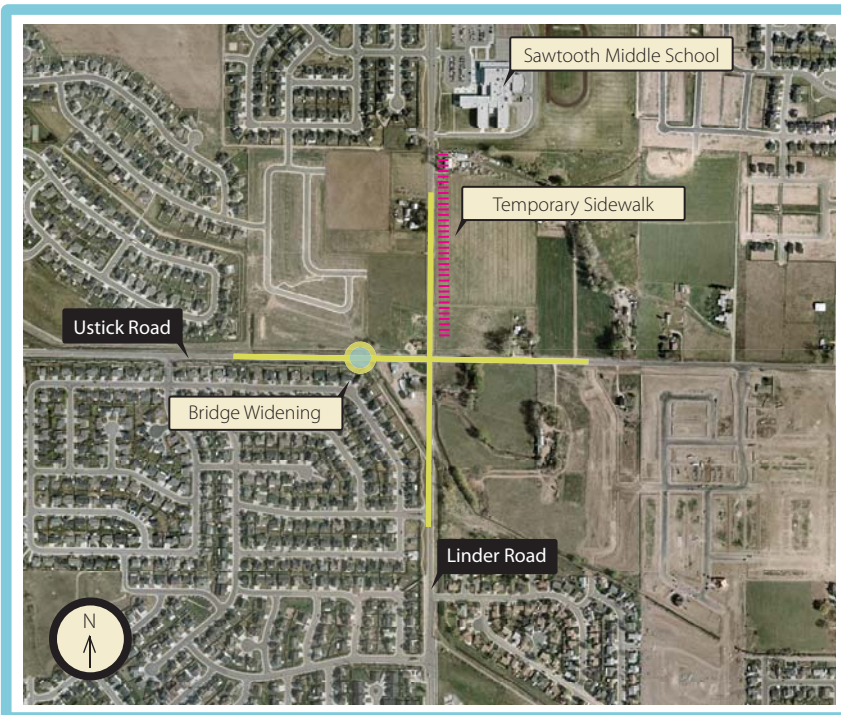 Sawtooth Middle School
Temporary Sidewalk
Ustick Road
Bridge Widening
Linder Road
N